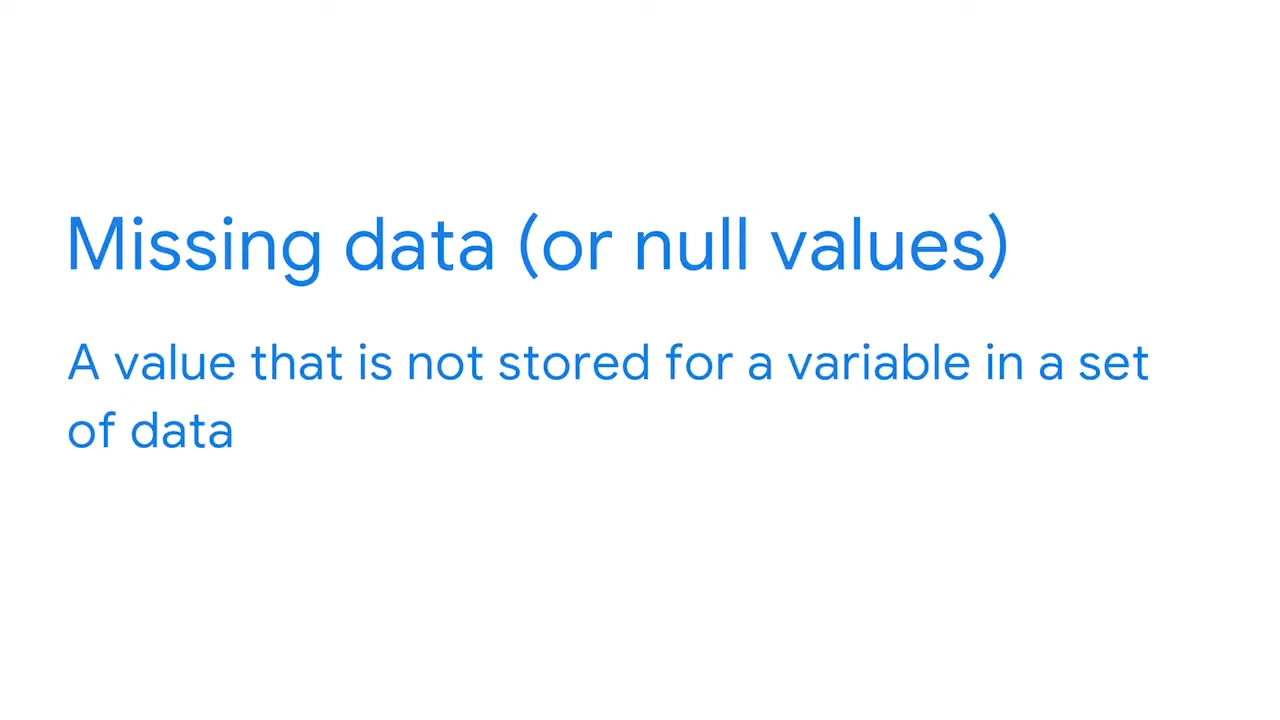 Missing data (or null values)
A value that is not stored for a variable in a set
of data